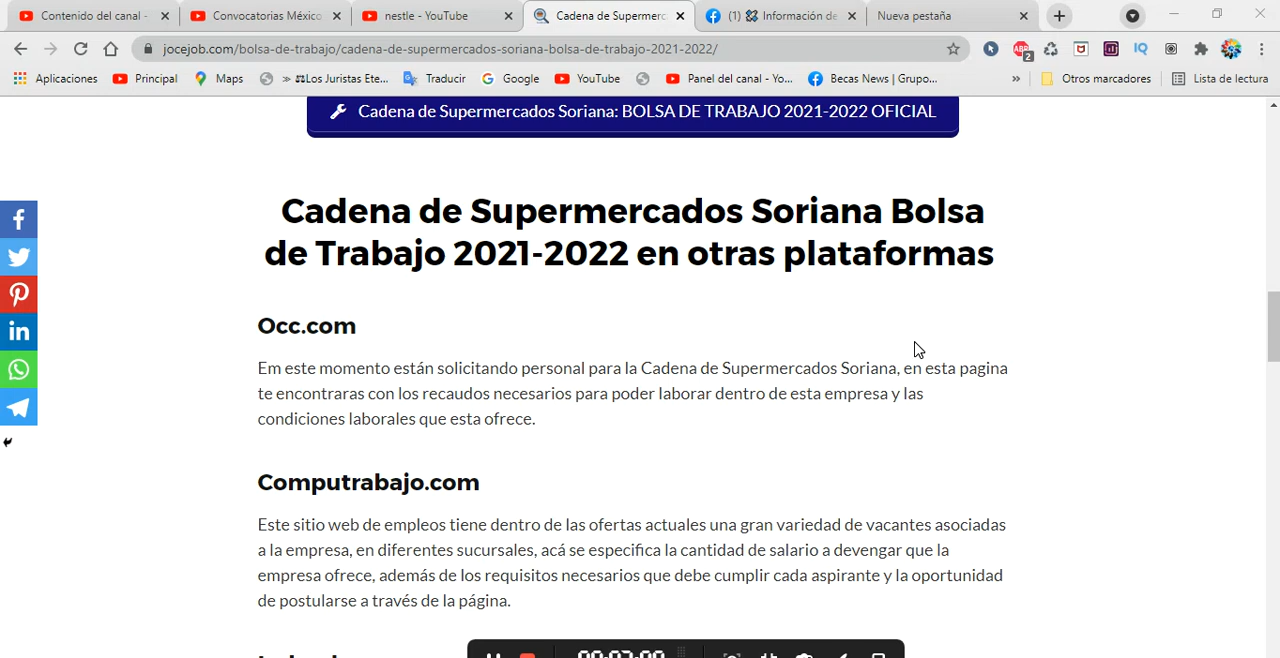 Contenido del canal -
Convocatorias México
nestle - YouTube
Cadena de Supermerc
(1) Información de
Nueva pestaña
jocejob.com/bolsa-de-trabajo/cadena-de-supermercados-soriana-bolsa-de-trabajo-2021-2022/
ABP
2
IQ
Aplicaciones
Principal
Maps
» Los Juristas Ete...
Traducir
Google
YouTube
Panel del canal - Yo...
Becas News | Grupo...
»
Otros marcadores
Lista de lectura
Cadena de Supermercados Soriana: BOLSA DE TRABAJO 2021-2022 OFICIAL
Cadena de Supermercados Soriana Bolsa
de Trabajo 2021-2022 en otras plataformas
Occ.com
Em este momento están solicitando personal para la Cadena de Supermercados Soriana, en esta pagina
te encontraras con los recaudos necesarios para poder laborar dentro de esta empresa y las
condiciones laborales que esta ofrece.
Computrabajo.com
Este sitio web de empleos tiene dentro de las ofertas actuales una gran variedad de vacantes asociadas
a la empresa, en diferentes sucursales, acá se especifica la cantidad de salario a devengar que la
empresa ofrece, además de los requisitos necesarios que debe cumplir cada aspirante y la oportunidad
de postularse a través de la página.